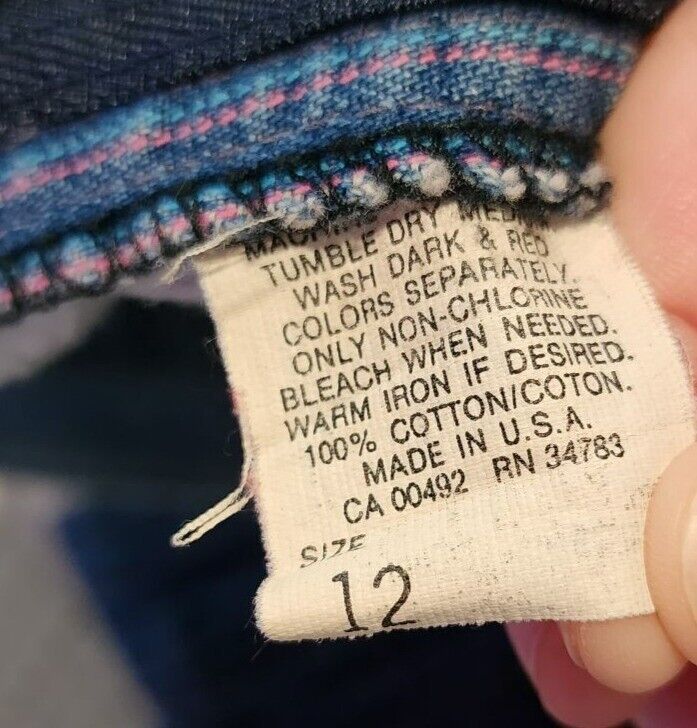 TUMBLE DRY MEDIUM
WASH DARK & RED
COLORS SEPARATELY.
ONLY NON-CHLORINE
BLEACH WHEN NEEDED.
WARM IRON IF DESIRED.
100% COTTON/COTON.
MADE IN U.S.A.
CA 00492 RN 34783
SIZE
12